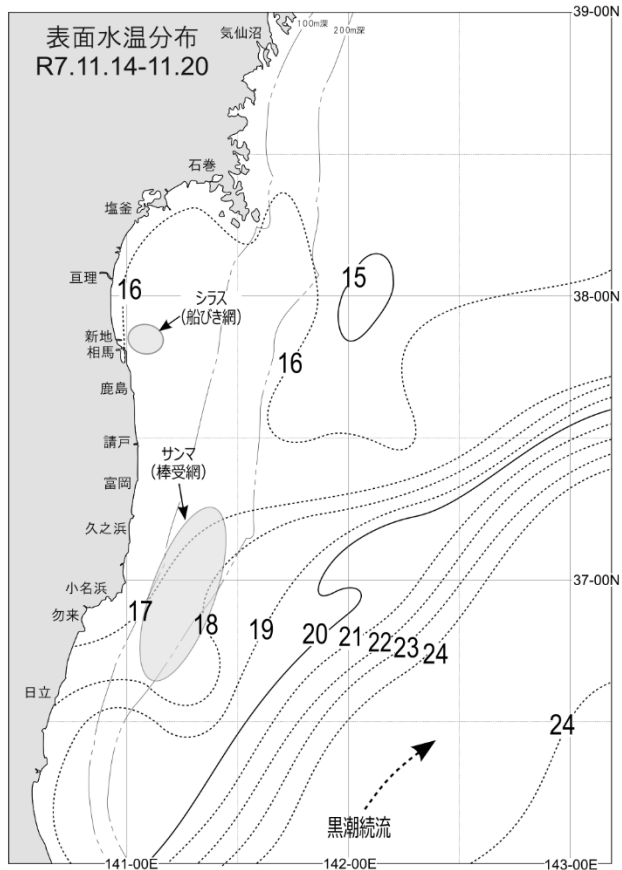 表面水温分布
R7.11.14-11.20
気仙沼
100m深
200m深
39-00N
石巻
塩釜
亘理
16
シラス
(船びき網)
15
38-00N
新地
相馬
16
鹿島
請戸
サンマ
(棒受網)
富岡
久之浜
37-00N
小名浜
勿来
17
18
19
20
21
22
23
24
日立
24
黒潮続流
141-00E
142-00E
143-00E